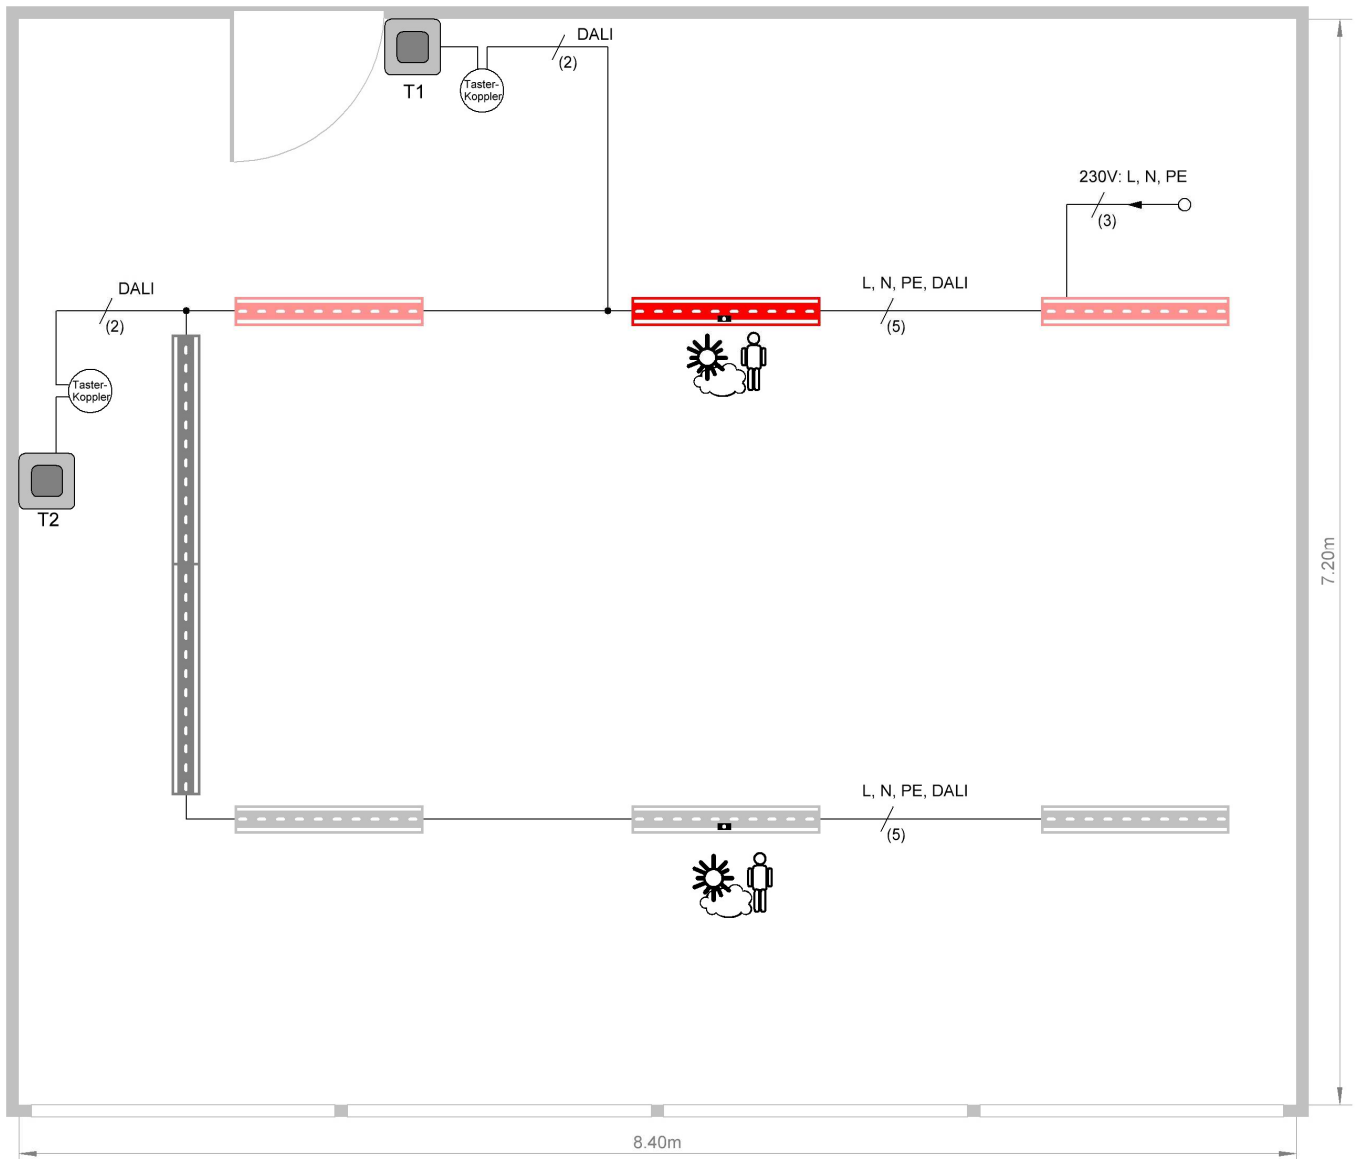 DALI
(2)
Taster-
Koppler
T1
230V: L, N, PE
(3)
DALI
(2)
L, N, PE, DALI
(5)
Taster-
Koppler
T2
7.20m
L, N, PE, DALI
(5)
8.40m